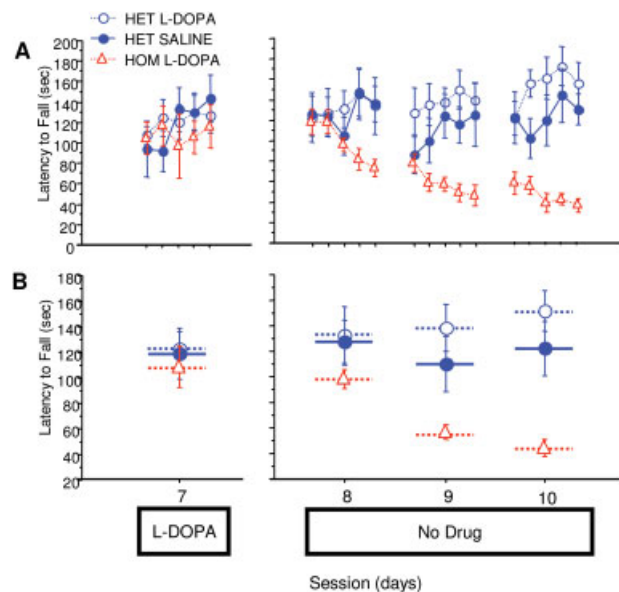 A
HET L-DOPA
HET SALINE
HOM L-DOPA
Latency to Fall (sec)
200
180
160
140
120
100
80
60
40
20
0
B
Latency to Fall (sec)
180
160
140
120
100
80
60
40
20
7
8
9
10
L-DOPA
No Drug
Session (days)